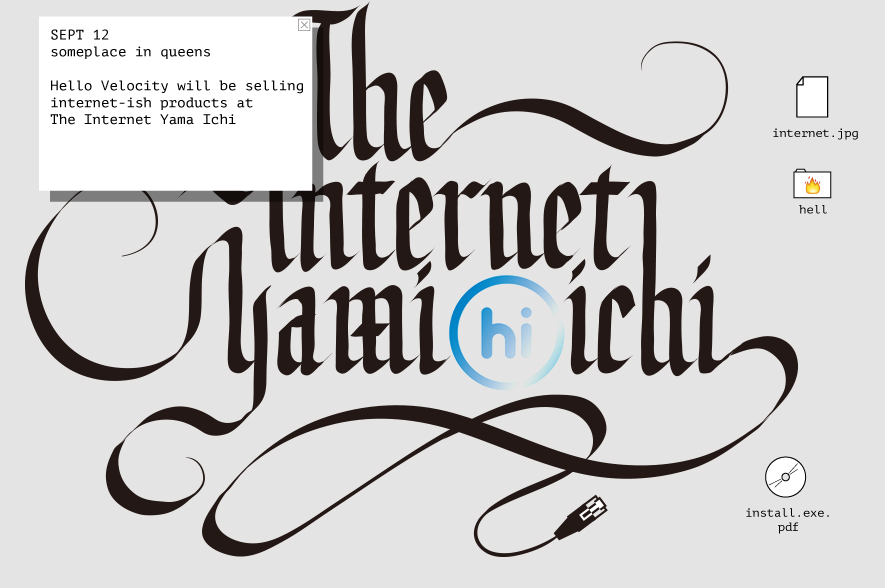 SEPT 12
someplace in queens
Hello Velocity will be selling
internet-ish products at
The Internet Yama Ichi
The
internet
yami
hi
ichi
internet.jpg
hell
install.exe.
pdf